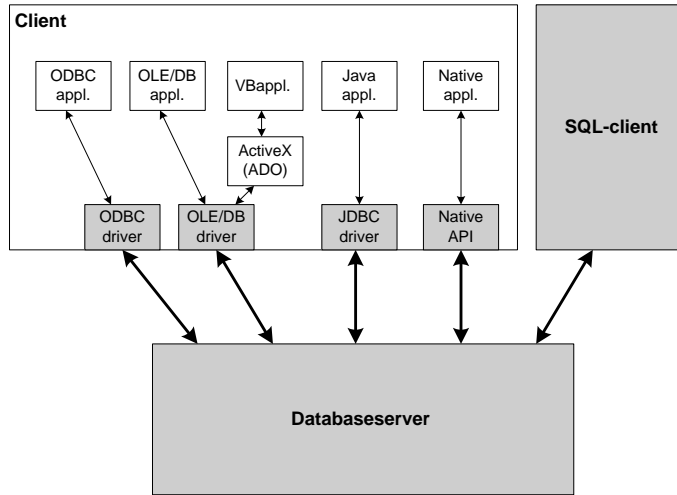 Client
ODBC
appl.
OLE/DB
appl.
VBappl.
Java
appl.
Native
appl.
ActiveX
(ADO)
ODBC
driver
OLE/DB
driver
JDBC
driver
Native
API
SQL-client
Databaseserver